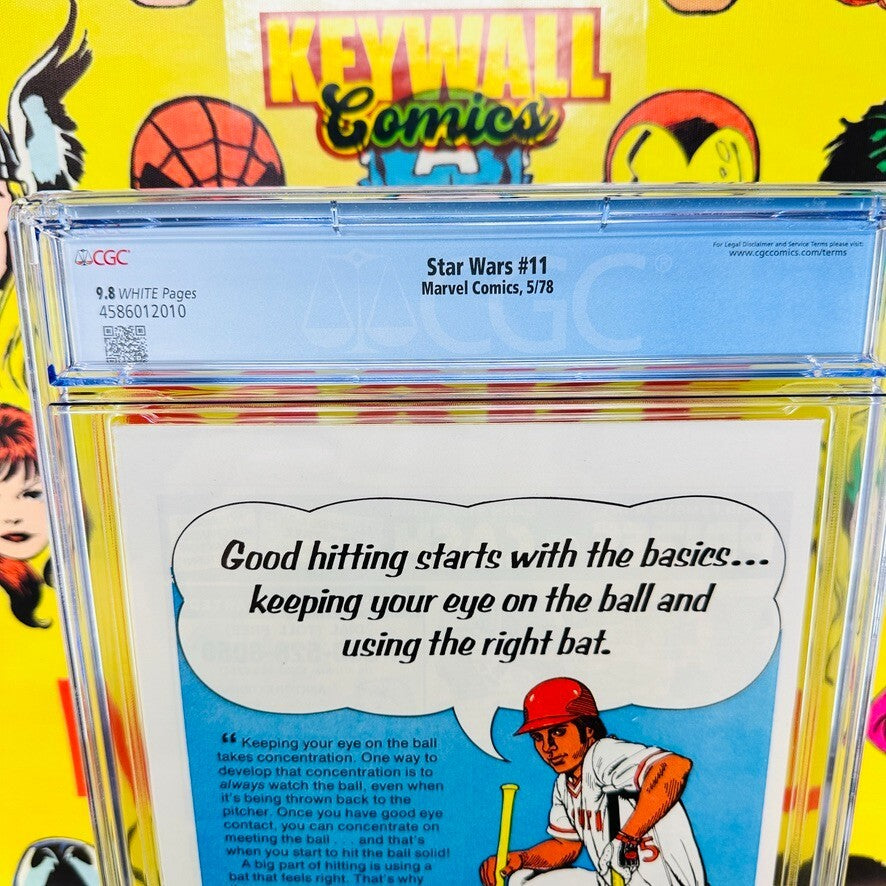 KEYWALL
Comics
A
CGC
Star Wars #11
Marvel Comics, 5/78
For Legal Disclaimer and Service Terms please visit:
www.cgccomics.com/terms
9.8 WHITE Pages
4586012010
CGC
Good hitting starts with the basics...
keeping your eye on the ball and
using the right bat.
“ Keeping your eye on the ball
takes concentration. One way to
develop that concentration is to
always watch the ball, even when
it's being thrown back to the
pitcher. Once you have good eye
contact, you can concentrate on
meeting the ball . . . and that's
when you start to hit the ball solid!
A big part of hitting is using a
bat that feels right. That's why
5